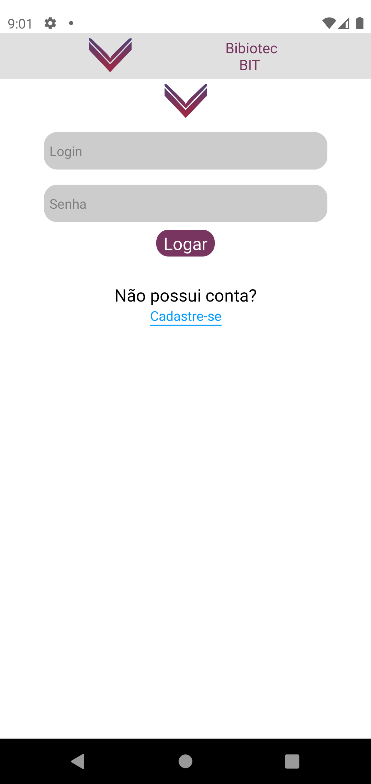 9:01
Bibiotec
BIT
Login
Senha
Logar
Não possui conta?
Cadastre-se